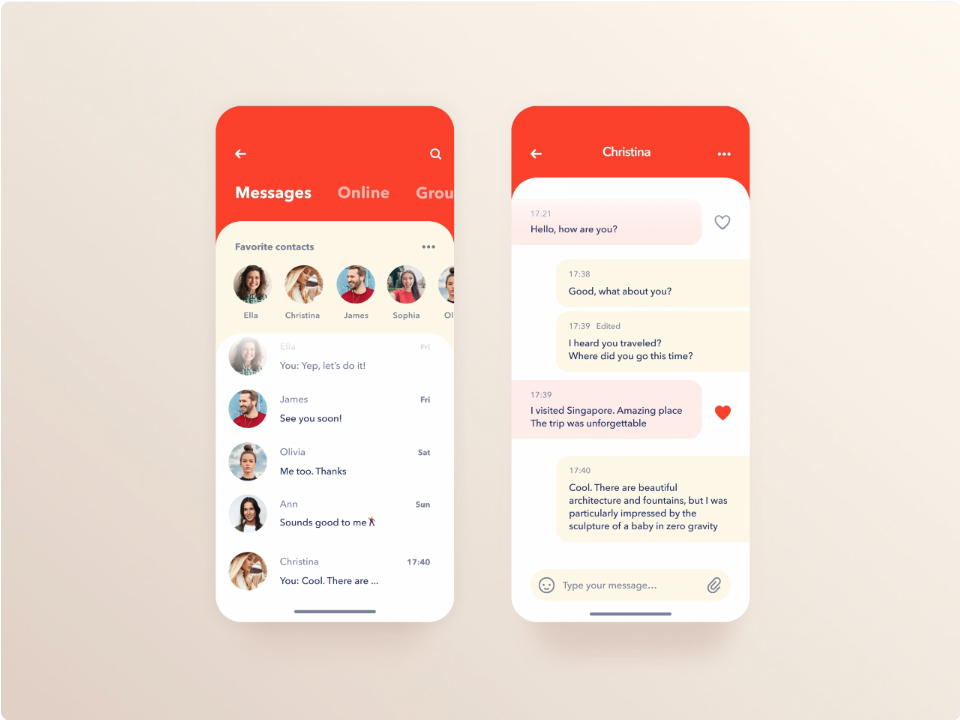 Messages Online Grou
Favorite contacts
Ella Christina James Sophia Ol
Ella Fri
You: Yep, let's do it!
James Fri
See you soon!
Olivia Sat
Me too. Thanks
Ann Sun
Sounds good to me
Christina 17:40
You: Cool. There are ...
Christina
17:21
Hello, how are you?
17:38
Good, what about you?
17:39 Edited
I heard you traveled?
Where did you go this time?
17:39
I visited Singapore. Amazing place
The trip was unforgettable
17:40
Cool. There are beautiful
architecture and fountains, but I was
particularly impressed by the
sculpture of a baby in zero gravity
Type your message...